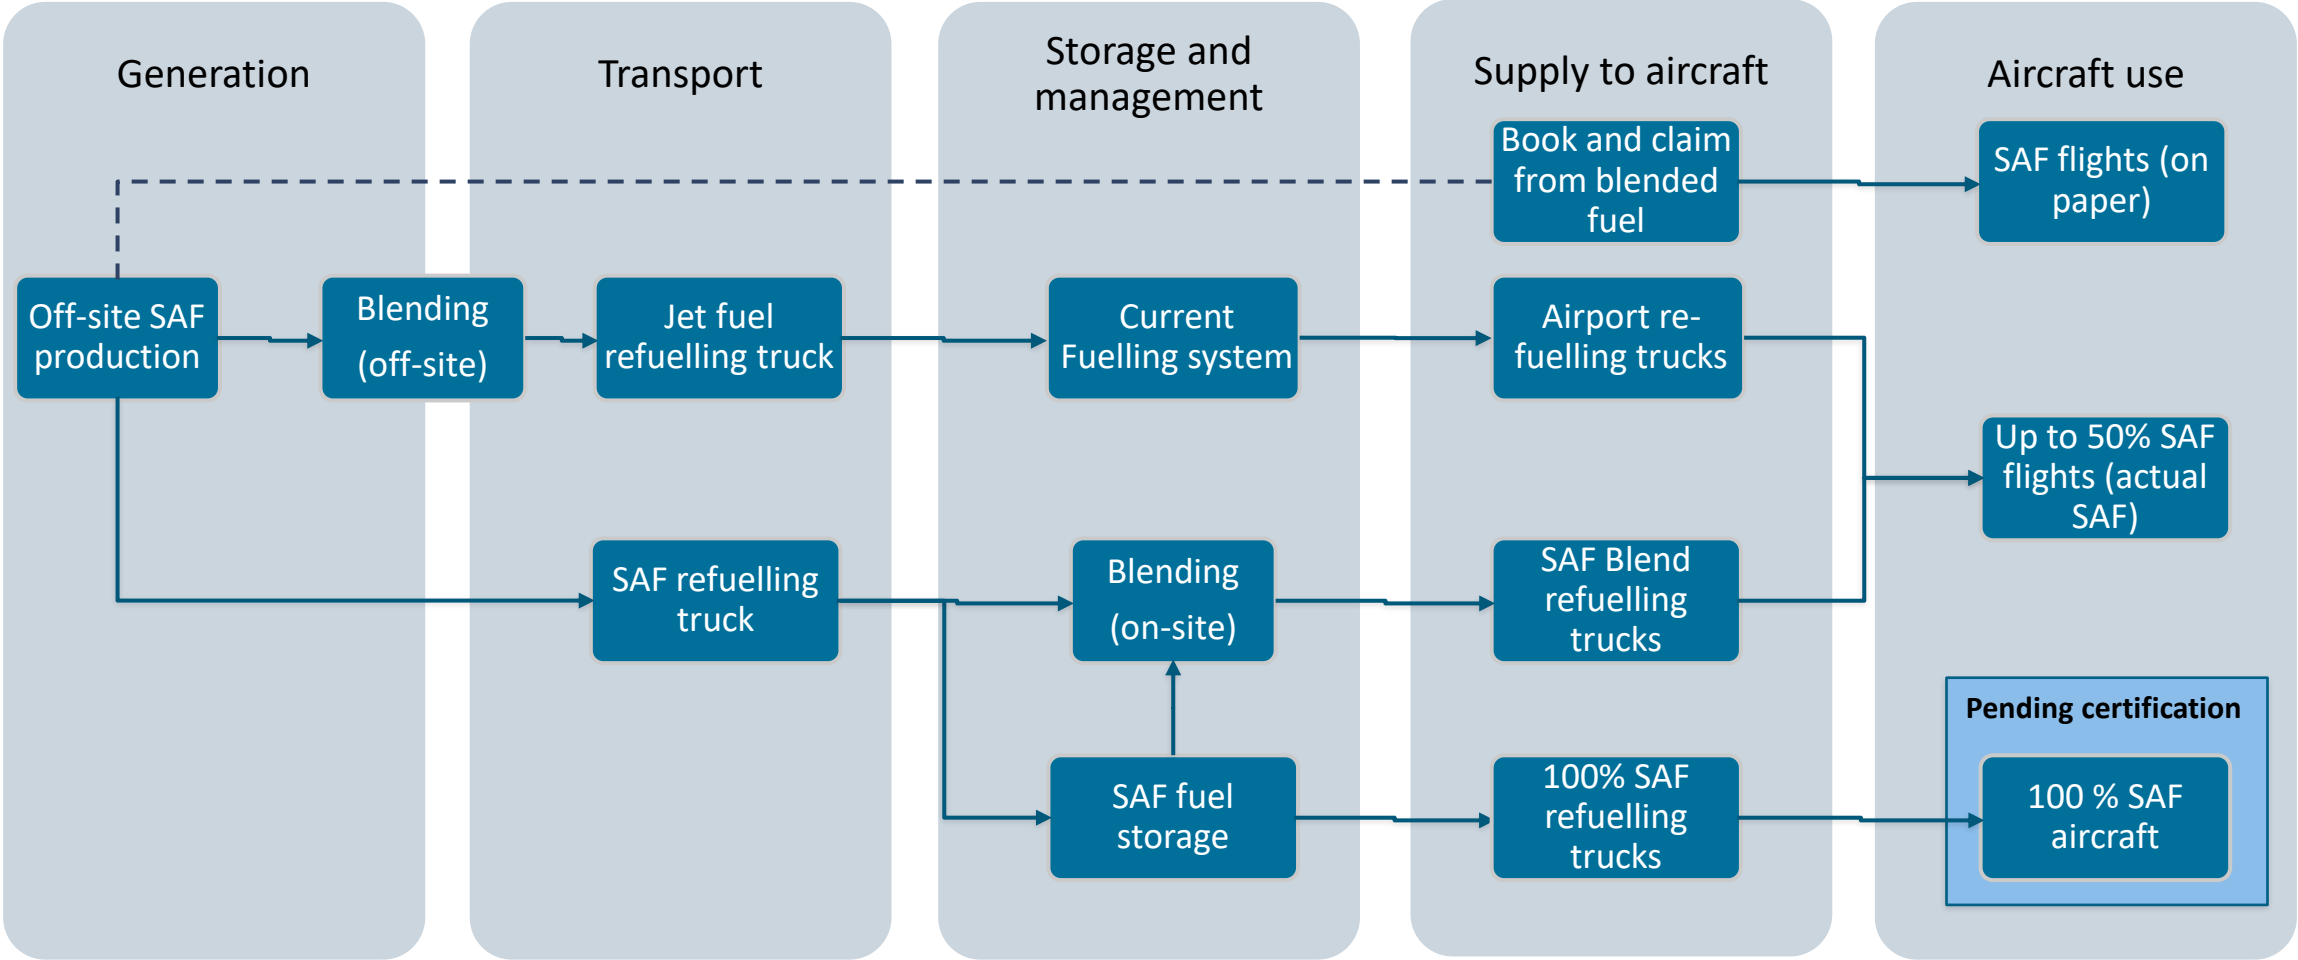 Generation
Transport
Storage and
management
Supply to aircraft
Aircraft use
Book and claim
from blended
fuel
SAF flights (on
paper)
Off-site SAF
production
Blending
(off-site)
Jet fuel
refuelling truck
Current
Fuelling system
Airport re-
fuelling trucks
Up to 50% SAF
flights (actual
SAF)
SAF refuelling
truck
Blending
(on-site)
SAF Blend
refuelling
trucks
Pending certification
SAF fuel
storage
100% SAF
refuelling
trucks
100 % SAF
aircraft